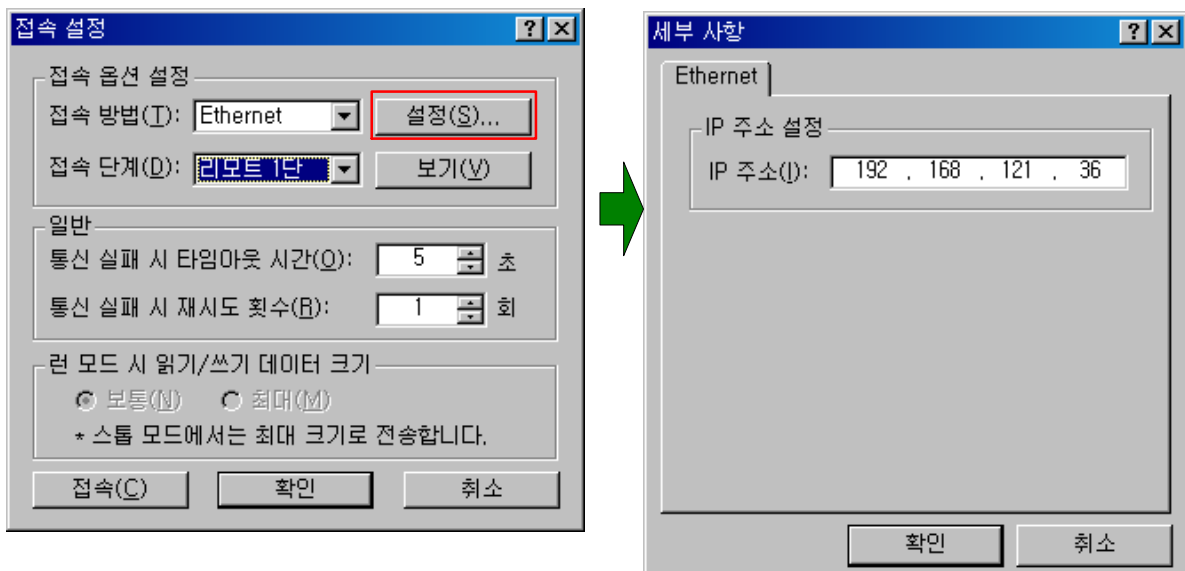 접속 설정
접속 옵션 설정
접속 방법(T): Ethernet 설정(S)...
접속 단계(D): 리모트 1단 보기(V)
일반
통신 실패 시 타임아웃 시간(O): 5 초
통신 실패 시 재시도 횟수(R): 1 회
런 모드 시 읽기/쓰기 데이터 크기
보통(N) 최대(M)
* 스톱 모드에서는 최대 크기로 전송합니다.
접속(C) 확인 취소
세부 사항
Ethernet
IP 주소 설정
IP 주소(I): 192 . 168 . 121 . 36
확인 취소